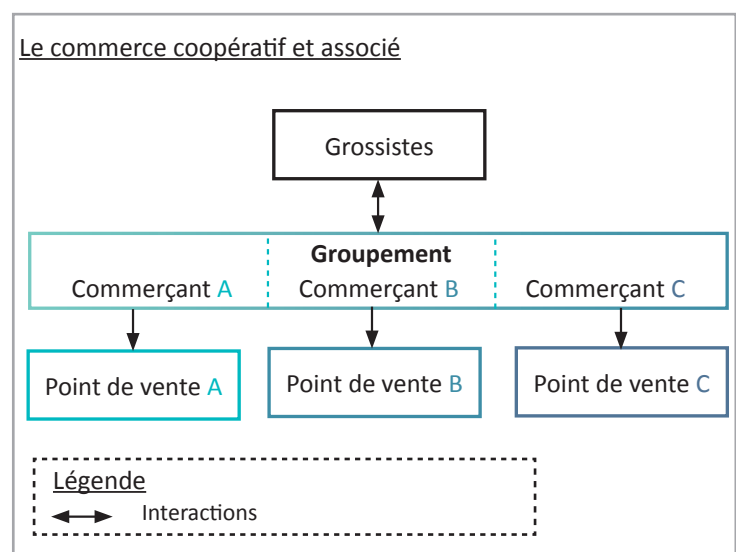 Le commerce coopératif et associé
Grossistes
Groupement
Commerçant A
Commerçant B
Commerçant C
Point de vente A
Point de vente B
Point de vente C
Légende
Interactions